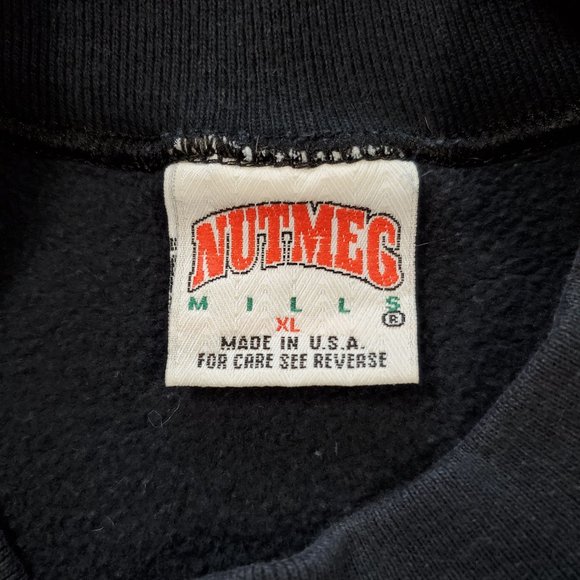 NUTMEG
MILLS
®
XL
MADE IN U.S.A.
FOR CARE SEE REVERSE